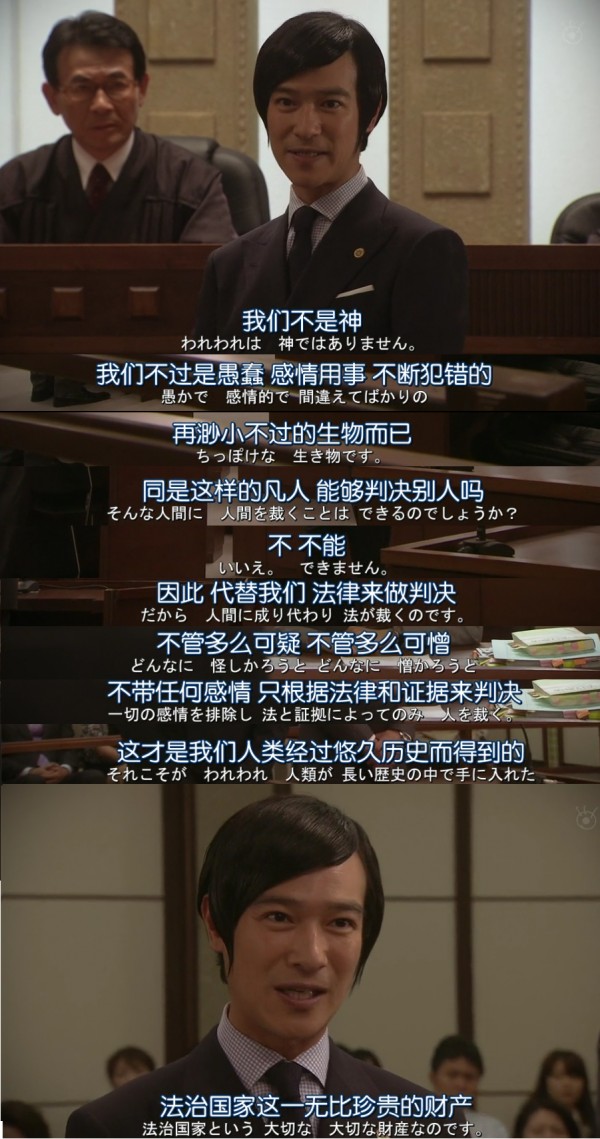 我们不是神
われわれは 神ではありません。
我们不过是愚蠢 感情用事 不断犯错的
愚かで 感情的で 間違えてばかりの
再渺小不过的生物而已
ちっぽけな 生き物です。
同是这样的凡人 能够判决别人吗
そんな人間に 人間を裁くことは できるのでしょうか？
不 不能
いいえ。 できません。
因此 代替我们 法律来做判决
だから 人間に成り代わり 法が裁くのです。
不管多么可疑 不管多么可憎
どんなに 怪しかろうと どんなに 憎かろうと
不带任何感情 只根据法律和证据来判决
一切の感情を排除し 法と証拠によってのみ 人を裁く。
这才是我们人类经过悠久历史而得到的
それこそが われわれ 人類が 長い歴史の中で手に入れた
法治国家这一无比珍贵的财产
法治国家という 大切な 大切な財産なのです。